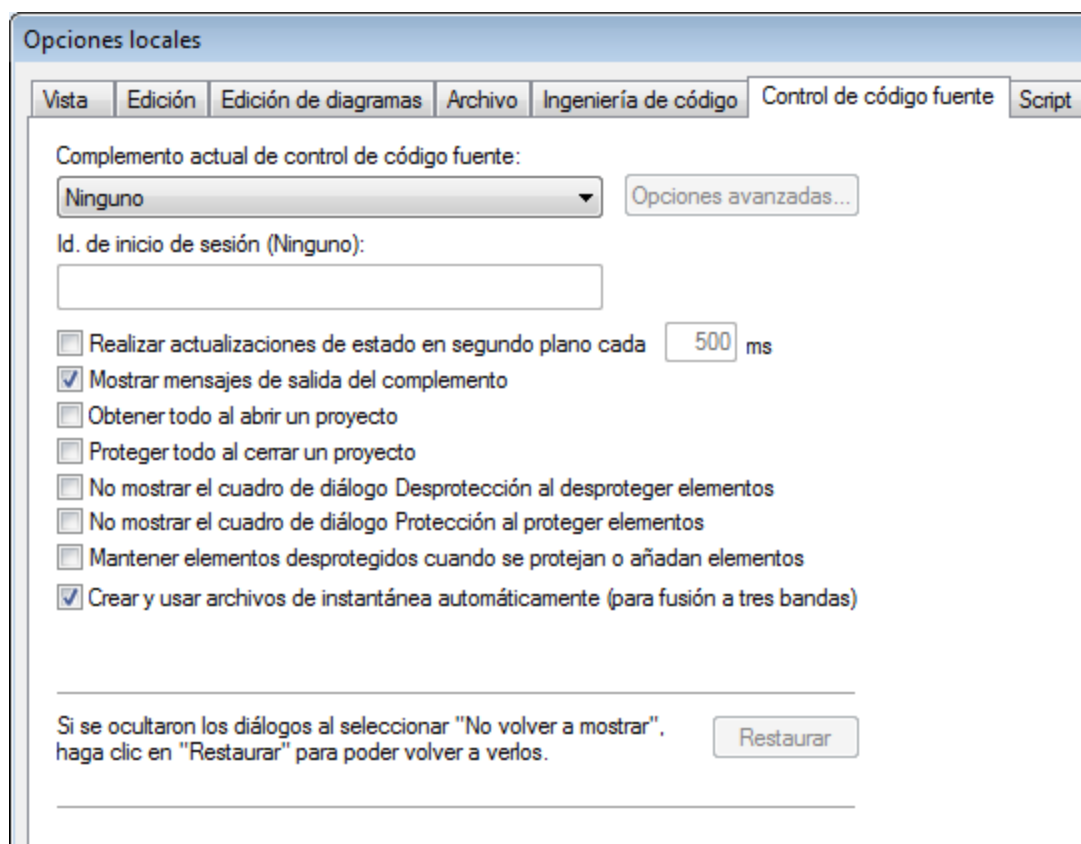 Opciones locales
Vista Edición Edición de diagramas Archivo Ingeniería de código Control de código fuente Script
Complemento actual de control de código fuente:
Ninguno Opciones avanzadas...
Id. de inicio de sesión (Ninguno):
Realizar actualizaciones de estado en segundo plano cada 500 ms
Mostrar mensajes de salida del complemento
Obtener todo al abrir un proyecto
Proteger todo al cerrar un proyecto
No mostrar el cuadro de diálogo Desprotección al desproteger elementos
No mostrar el cuadro de diálogo Protección al proteger elementos
Mantener elementos desprotegidos cuando se protejan o añadan elementos
Crear y usar archivos de instantánea automáticamente (para fusión a tres bandas)
Si se ocultaron los diálogos al seleccionar "No volver a mostrar",
haga clic en "Restaurar" para poder volver a verlos.
Restaurar